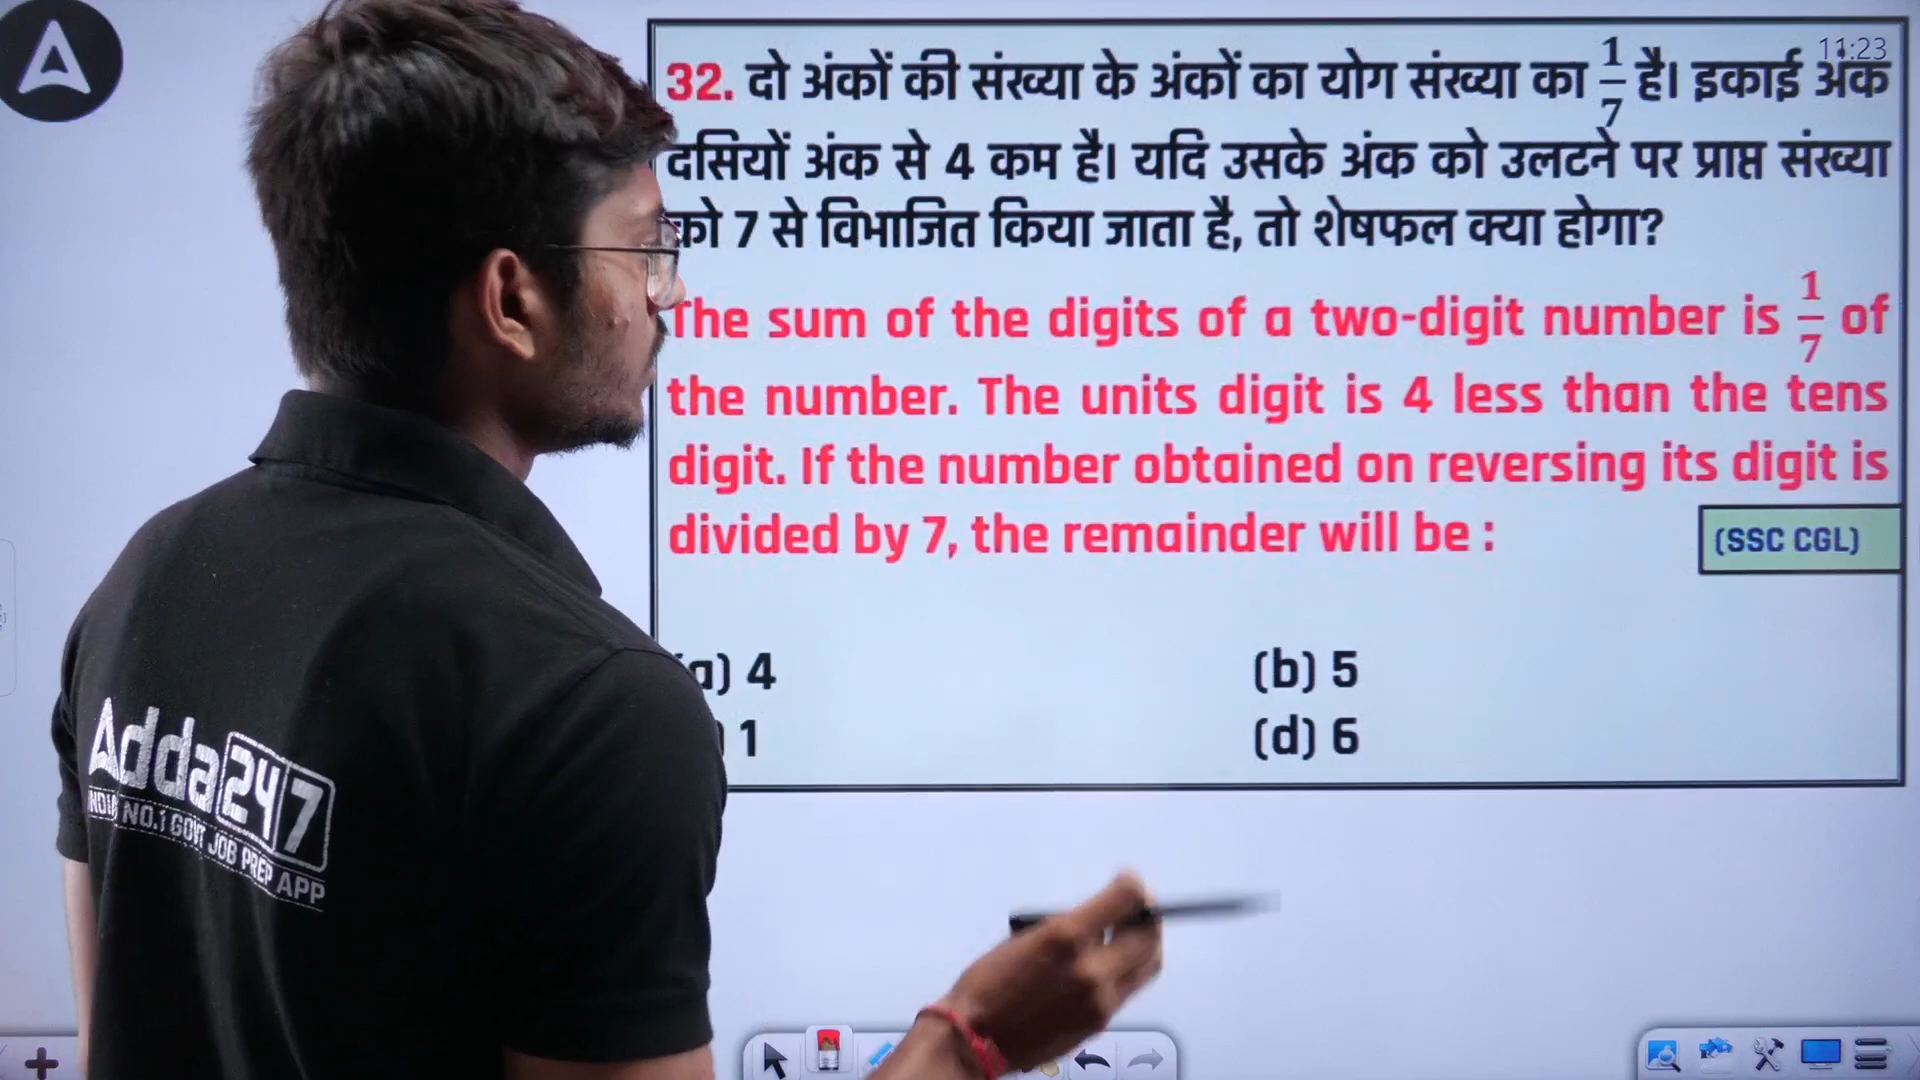 11:23
32. दो अंकों की संख्या के अंकों का योग संख्या का 1/7 है। इकाई अंक
दसियों अंक से 4 कम है। यदि उसके अंक को उलटने पर प्राप्त संख्या
को 7 से विभाजित किया जाता है, तो शेषफल क्या होगा?
The sum of the digits of a two-digit number is 1/7 of
the number. The units digit is 4 less than the tens
digit. If the number obtained on reversing its digit is
divided by 7, the remainder will be :
(SSC CGL)
a) 4 (b) 5
1 (d) 6
Adda247
INDIA NO.1 GOVT JOB PREP APP